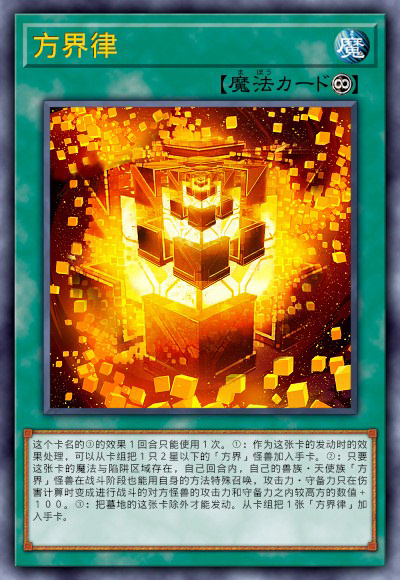 方界律
魔
【魔法カード】
まほう
这个卡名的③的效果1回合只能使用1次。①：作为这张卡的发动时的效
果处理，可以从卡组把1只2星以下的「方界」怪兽加入手卡。②：只要
这张卡的魔法与陷阱区域存在，自己回合内，自己的兽族·天使族「方
界」怪兽在战斗阶段也能用自身的方法特殊召唤，攻击力·守备力只在伤
害计算时变成进行战斗的对方怪兽的攻击力和守备力之内较高方的数值+
100。③：把墓地的这张卡除外才能发动。从卡组把1张「方界律」加
入手卡。